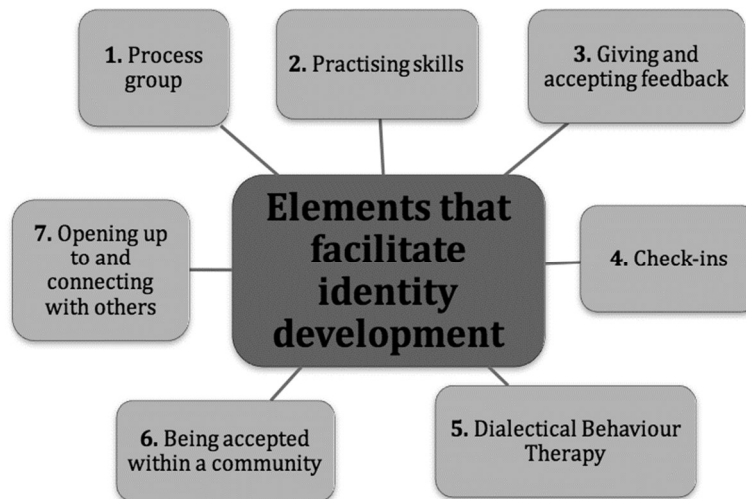 1. Process
group
2. Practising skills
3. Giving and
accepting feedback
Elements that
facilitate
identity
development
7. Opening up
to and
connecting
with others
4. Check-ins
6. Being accepted
within a community
5. Dialectical Behaviour
Therapy